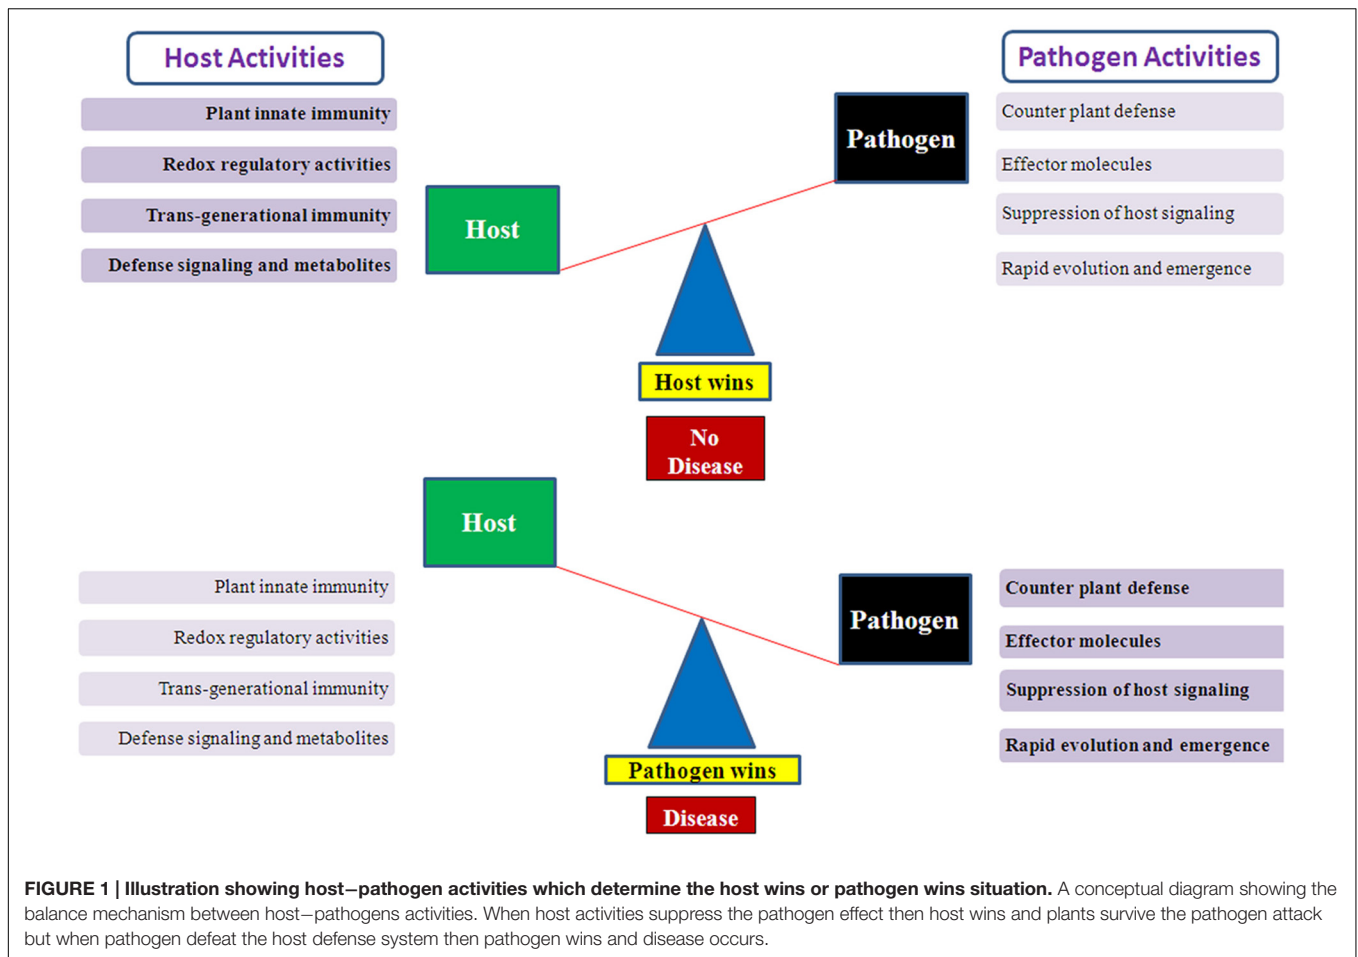 Host Activities
Pathogen Activities
Plant innate immunity
Redox regulatory activities
Trans-generational immunity
Defense signaling and metabolites
Host
Pathogen
Counter plant defense
Effector molecules
Suppression of host signaling
Rapid evolution and emergence
Host wins
No
Disease
Host
Plant innate immunity
Redox regulatory activities
Trans-generational immunity
Defense signaling and metabolites
Pathogen
Counter plant defense
Effector molecules
Suppression of host signaling
Rapid evolution and emergence
Pathogen wins
Disease
FIGURE 1 | Illustration showing host–pathogen activities which determine the host wins or pathogen wins situation. A conceptual diagram showing the
balance mechanism between host–pathogens activities. When host activities suppress the pathogen effect then host wins and plants survive the pathogen attack
but when pathogen defeat the host defense system then pathogen wins and disease occurs.